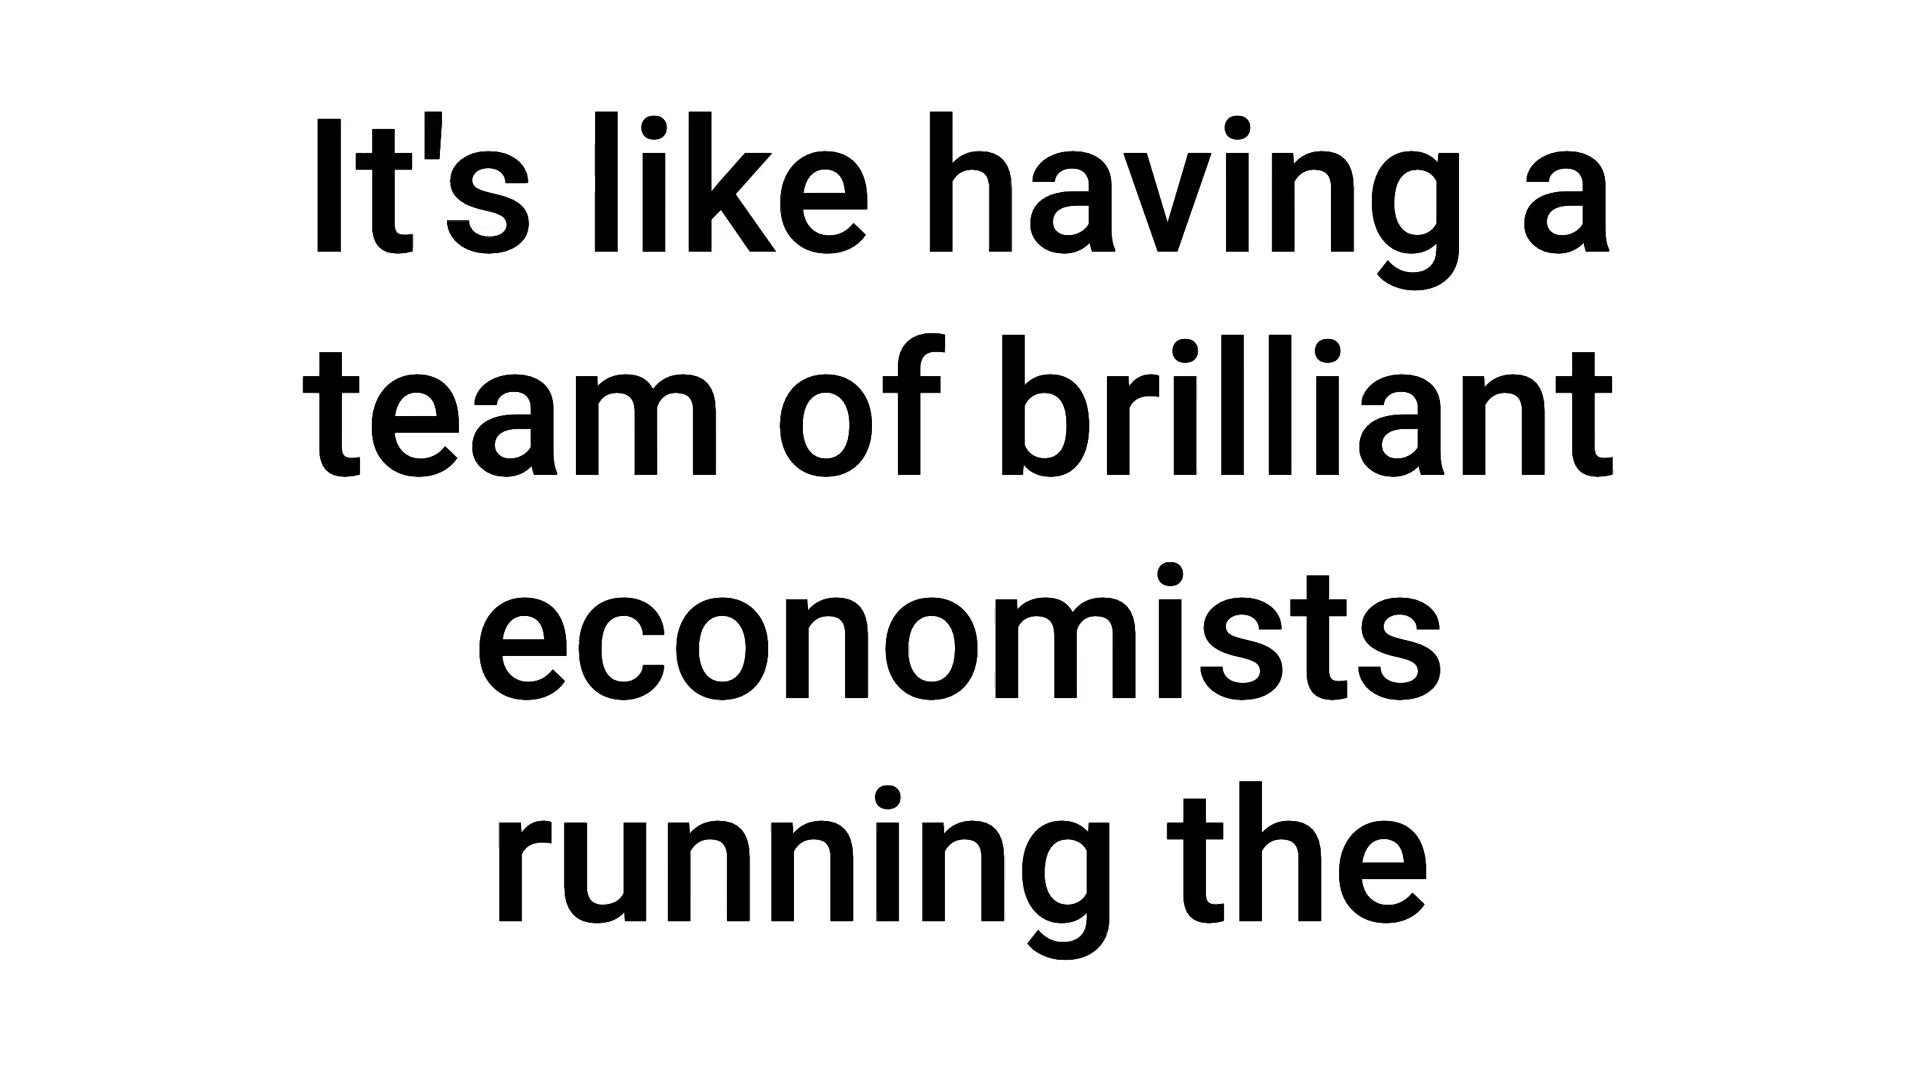 It's like having a
team of brilliant
economists
running the